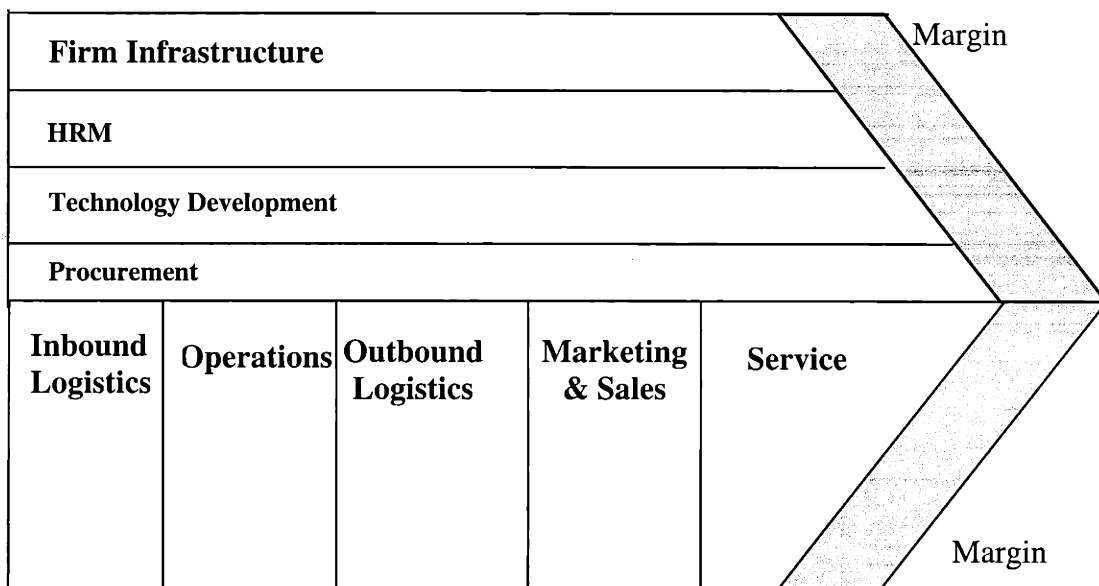 Firm Infrastructure
Margin
HRM
Technology Development
Procurement
Inbound
Logistics
Operations
Outbound
Logistics
Marketing
& Sales
Service
Margin